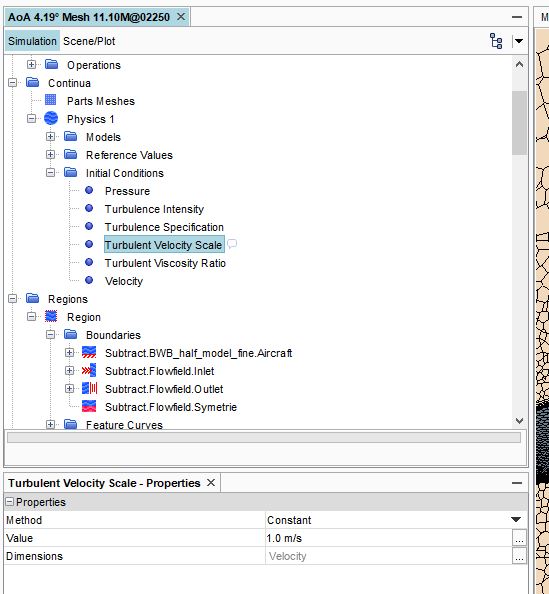 AoA 4.19° Mesh 11.10M@02250
M
Simulation Scene/Plot
Operations
Continua
Parts Meshes
Physics 1
Models
Reference Values
Initial Conditions
Pressure
Turbulence Intensity
Turbulence Specification
Turbulent Velocity Scale
Turbulent Viscosity Ratio
Velocity
Regions
Region
Boundaries
Subtract.BWB_half_model_fine.Aircraft
Subtract.Flowfield.Inlet
Subtract.Flowfield.Outlet
Subtract.Flowfield.Symetrie
Feature Curves
Turbulent Velocity Scale - Properties
Properties
Method Constant
Value 1.0 m/s ...
Dimensions Velocity ...